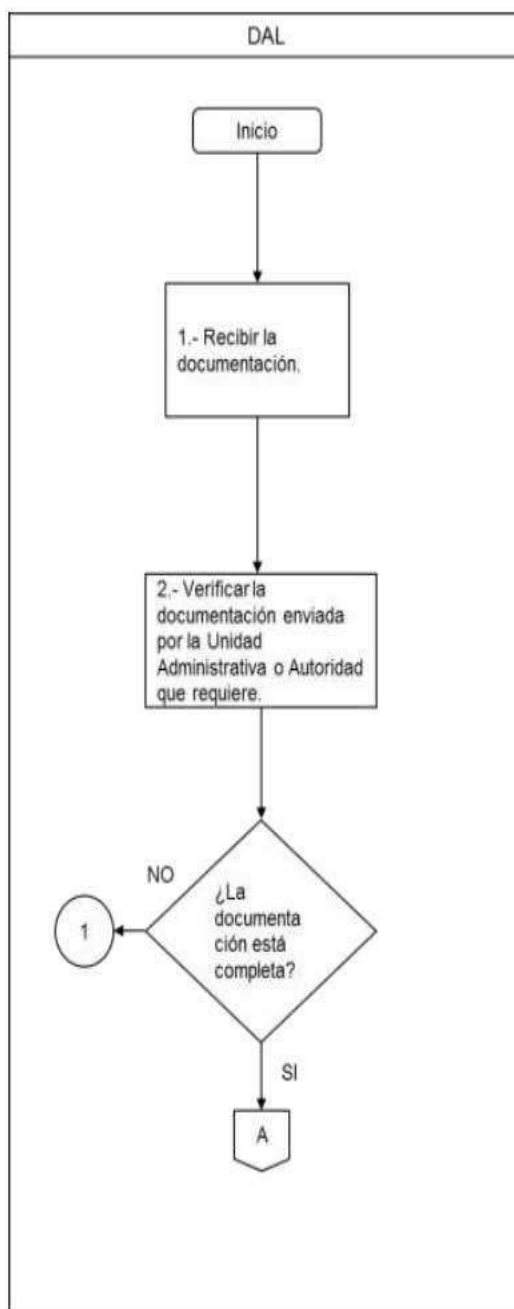 DAL
Inicio
1.- Recibir la
documentación.
2.- Verificar la
documentación enviada
por la Unidad
Administrativa o Autoridad
que requiere.
NO
¿La
documenta
ción está
completa?
1
SI
A